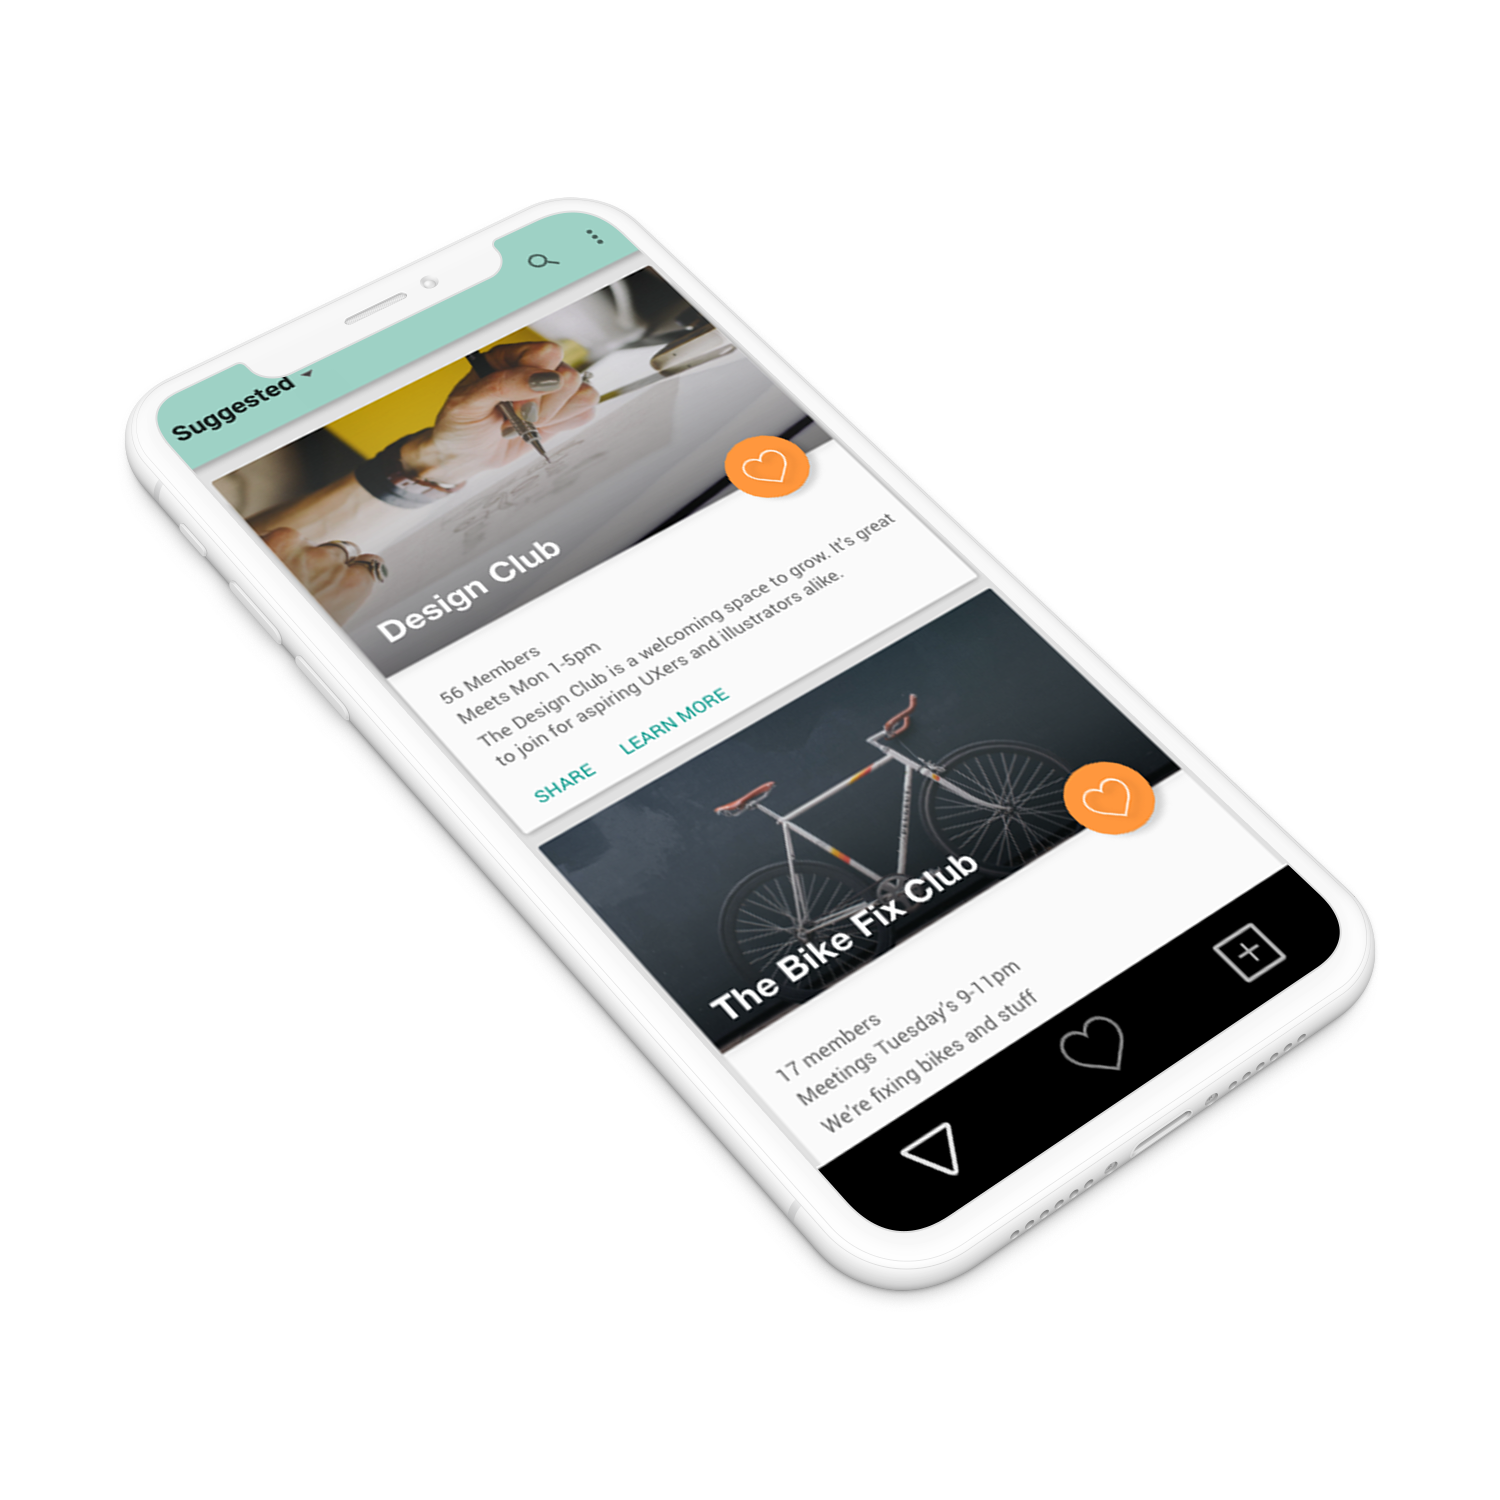 Suggested
Design Club
56 Members
Meets Mon 1-5pm
The Design Club is a welcoming space to grow. It's great
to join for aspiring UXers and illustrators alike.
SHARE LEARN MORE
The Bike Fix Club
17 members
Meetings Tuesday's 9-11pm
We're fixing bikes and stuff